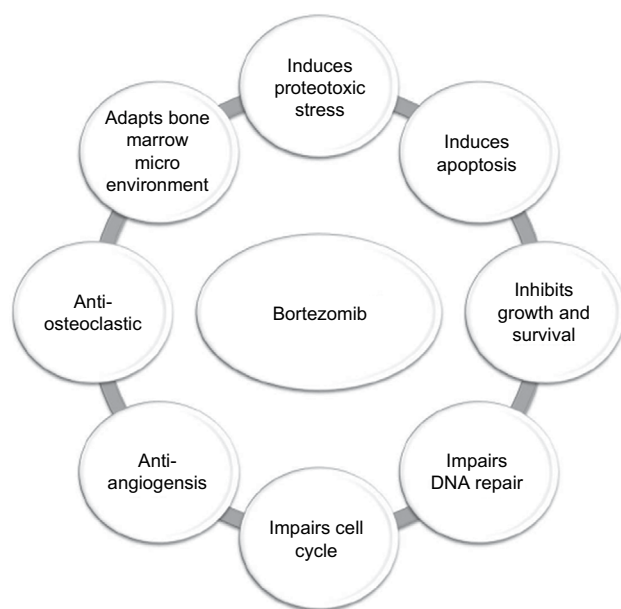 Induces
proteotoxic
stress
Induces
apoptosis
Inhibits
growth and
survival
Impairs
DNA repair
Impairs cell
cycle
Anti-
angiogensis
Anti-
osteoclastic
Adapts bone
marrow
micro
environment
Bortezomib